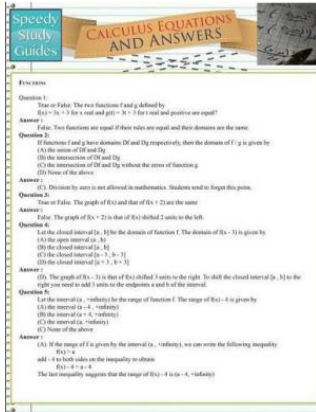 Speedy
Study
Guides
CALCULUS EQUATIONS
AND ANSWERS
FUNCTIONS
Question 1:
True or False. The two functions f and g defined by
f(x) = 3x + 3 for x real and g(t) = 3t + 3 for t real and positive are equal?
Answer :
False. Two functions are equal if their rules are equal and their domains are the same.
Question 2:
If functions f and g have domains Df and Dg respectively, then the domain of f / g is given by
(A) the union of Df and Dg
(B) the intersection of Df and Dg
(C) the intersection of Df and Dg without the zeros of function g
(D) None of the above
Answer :
(C). Division by zero is not allowed in mathematics. Students tend to forget this point.
Question 3:
True or False. The graph of f(x) and that of f(x + 2) are the same
Answer :
False. The graph of f(x + 2) is that of f(x) shifted 2 units to the left.
Question 4:
Let the closed interval [a , b] be the domain of function f. The domain of f(x - 3) is given by
(A) the open interval (a , b)
(B) the closed interval [a , b]
(C) the closed interval [a - 3 , b - 3]
(D) the closed interval [a + 3 , b + 3]
Answer :
(D). The graph of f(x - 3) is that of f(x) shifted 3 units to the right. To shift the closed interval [a , b] to the
right you need to add 3 units to the endpoints a and b of the interval.
Question 5:
Let the interval (a , +infinity) be the range of function f. The range of f(x) - 4 is given by
(A) the interval (a - 4 , +infinity)
(B) the interval (a + 4, +infinity)
(C) the interval (a, +infinity)
(C) None of the above
Answer :
(A). If the range of f is given by the interval (a , +infinity), we can write the following inequality
f(x) > a
add - 4 to both sides on the inequality to obtain
f(x) - 4 > a - 4
The last inequality suggests that the range of f(x) - 4 is (a - 4, +infinity)